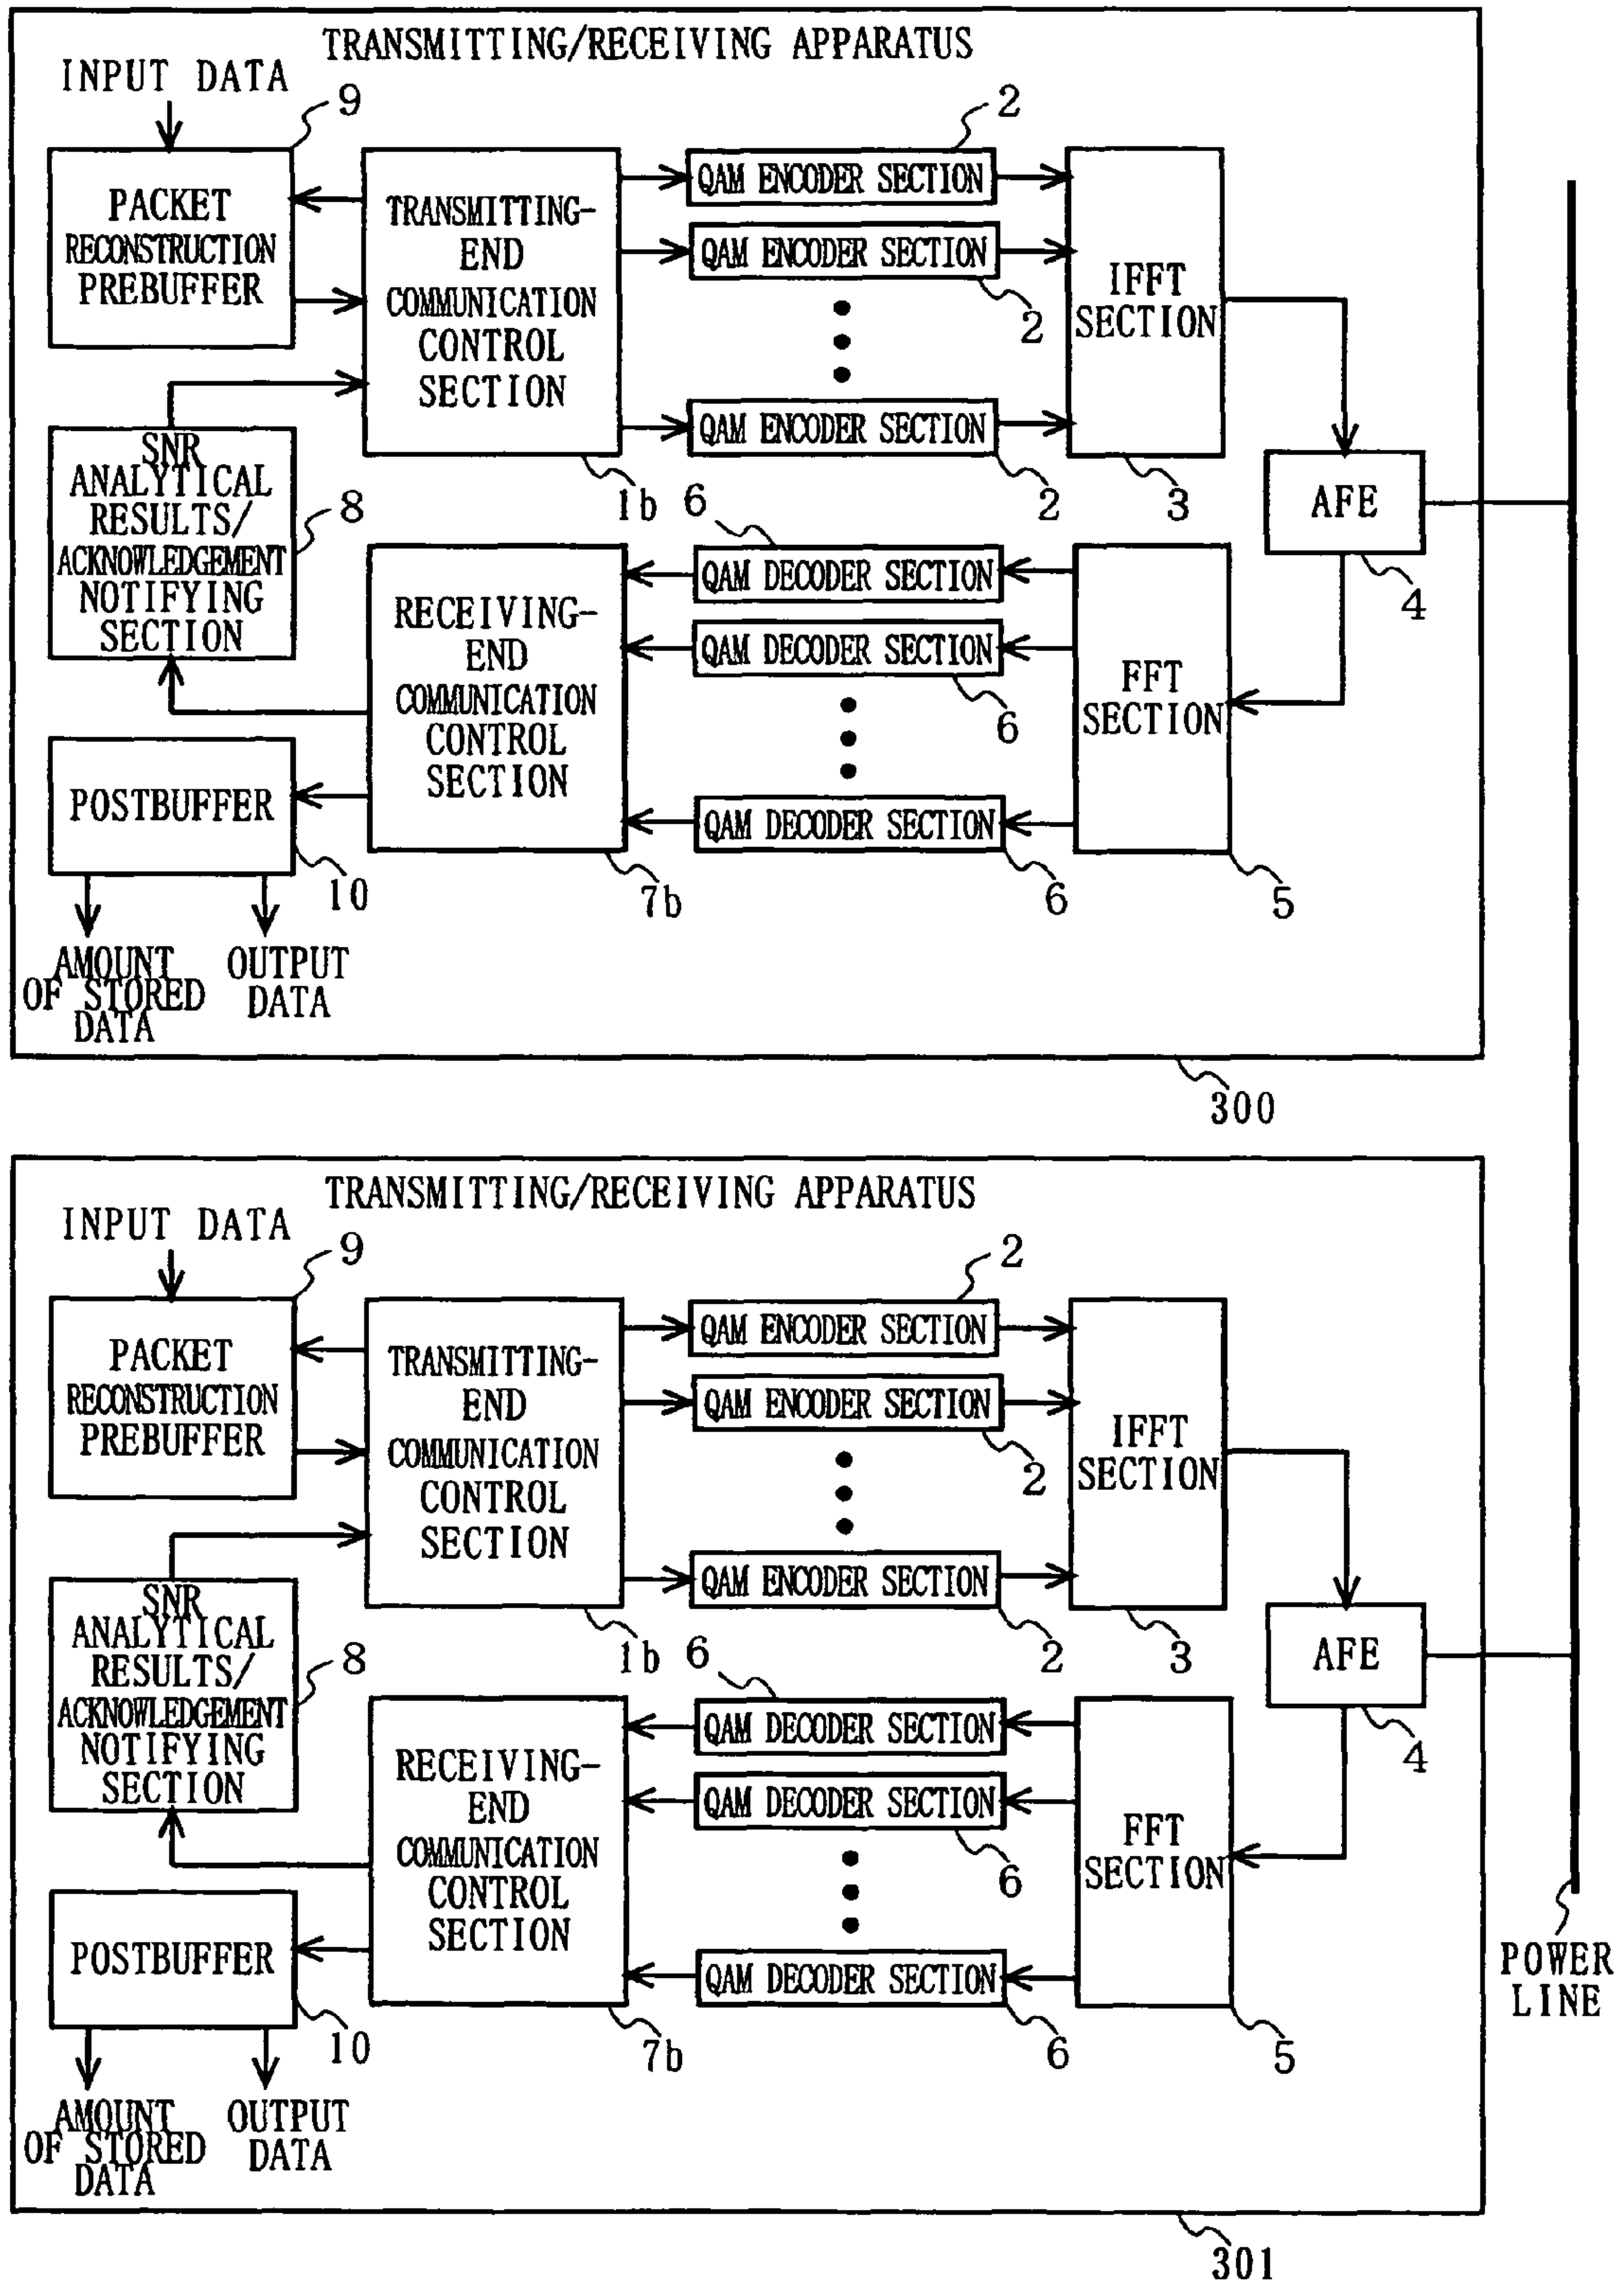 TRANSMITTING/RECEIVING APPARATUS
INPUT DATA
9
PACKET
RECONSTRUCTION
PREBUFFER
TRANSMITTING-
END
COMMUNICATION
CONTROL
SECTION
1b
2
QAM ENCODER SECTION
QAM ENCODER SECTION
2
QAM ENCODER SECTION
2
IFFT
SECTION
3
AFE
4
SNR
ANALYTICAL
RESULTS/
ACKNOWLEDGEMENT
NOTIFYING
SECTION
8
RECEIVING-
END
COMMUNICATION
CONTROL
SECTION
7b
6
QAM DECODER SECTION
QAM DECODER SECTION
6
QAM DECODER SECTION
6
FFT
SECTION
5
POSTBUFFER
10
AMOUNT
OF STORED
DATA
OUTPUT
DATA
300
TRANSMITTING/RECEIVING APPARATUS
INPUT DATA
9
PACKET
RECONSTRUCTION
PREBUFFER
TRANSMITTING-
END
COMMUNICATION
CONTROL
SECTION
1b
2
QAM ENCODER SECTION
QAM ENCODER SECTION
2
QAM ENCODER SECTION
2
IFFT
SECTION
3
AFE
4
SNR
ANALYTICAL
RESULTS/
ACKNOWLEDGEMENT
NOTIFYING
SECTION
8
RECEIVING-
END
COMMUNICATION
CONTROL
SECTION
7b
6
QAM DECODER SECTION
QAM DECODER SECTION
6
QAM DECODER SECTION
6
FFT
SECTION
5
POSTBUFFER
10
AMOUNT
OF STORED
DATA
OUTPUT
DATA
POWER
LINE
301